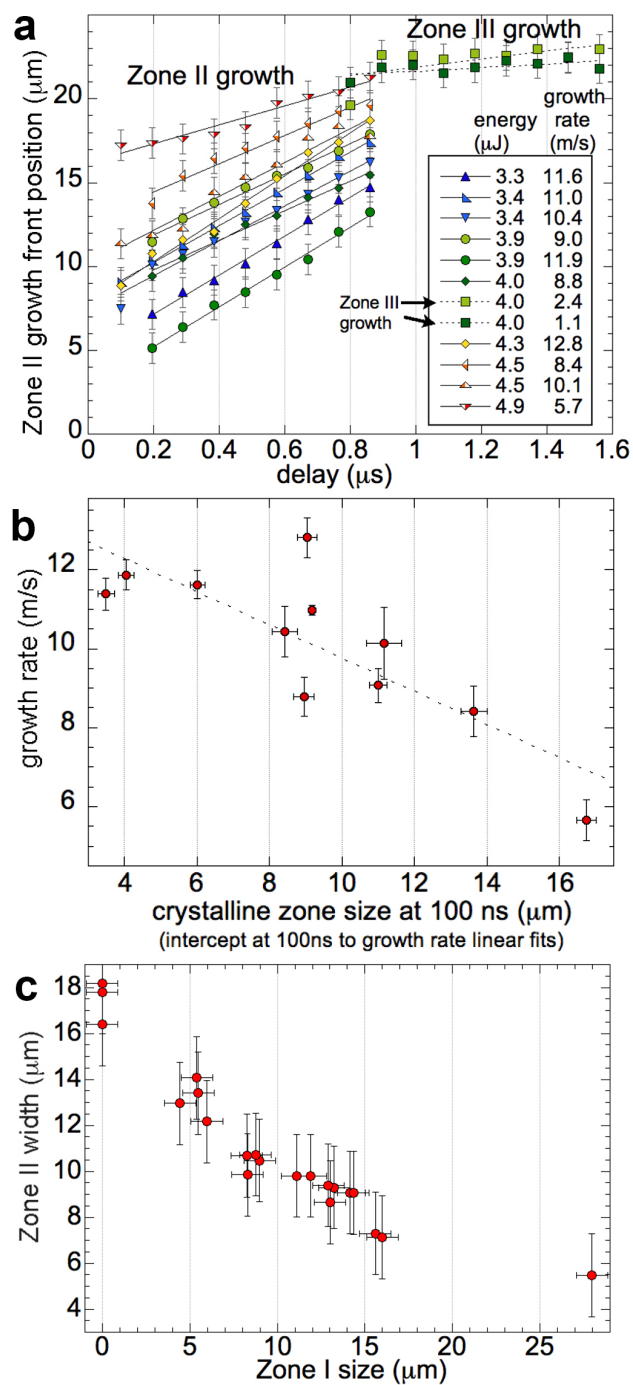 a
Zone II growth
Zone III growth
Zone II growth front position (μm)
0
5
10
15
20
0 0.2 0.4 0.6 0.8 1 1.2 1.4 1.6
delay (μs)
energy (μJ) growth rate (m/s)
3.3 11.6
3.4 11.0
3.4 10.4
3.9 9.0
3.9 11.9
4.0 8.8
4.0 2.4
4.0 1.1
4.3 12.8
4.5 8.4
4.5 10.1
4.9 5.7
Zone III
growth
b
growth rate (m/s)
12
10
8
6
4 6 8 10 12 14 16
crystalline zone size at 100 ns (μm)
(intercept at 100ns to growth rate linear fits)
c
Zone II width (μm)
18
16
14
12
10
8
6
4
0 5 10 15 20 25
Zone I size (μm)